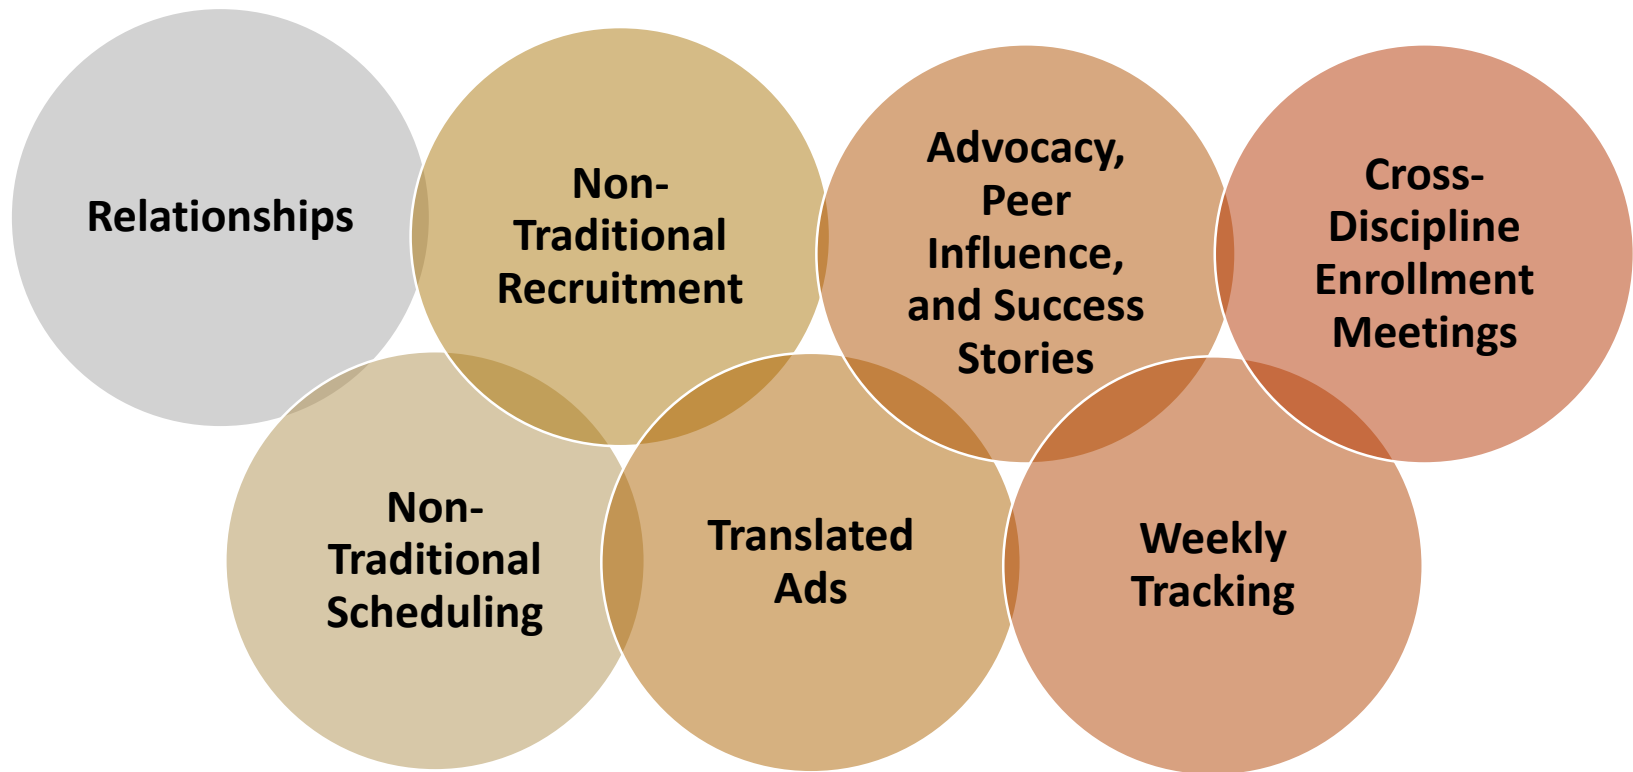 Relationships
Non-
Traditional
Recruitment
Advocacy,
Peer
Influence,
and Success
Stories
Cross-
Discipline
Enrollment
Meetings
Non-
Traditional
Scheduling
Translated
Ads
Weekly
Tracking